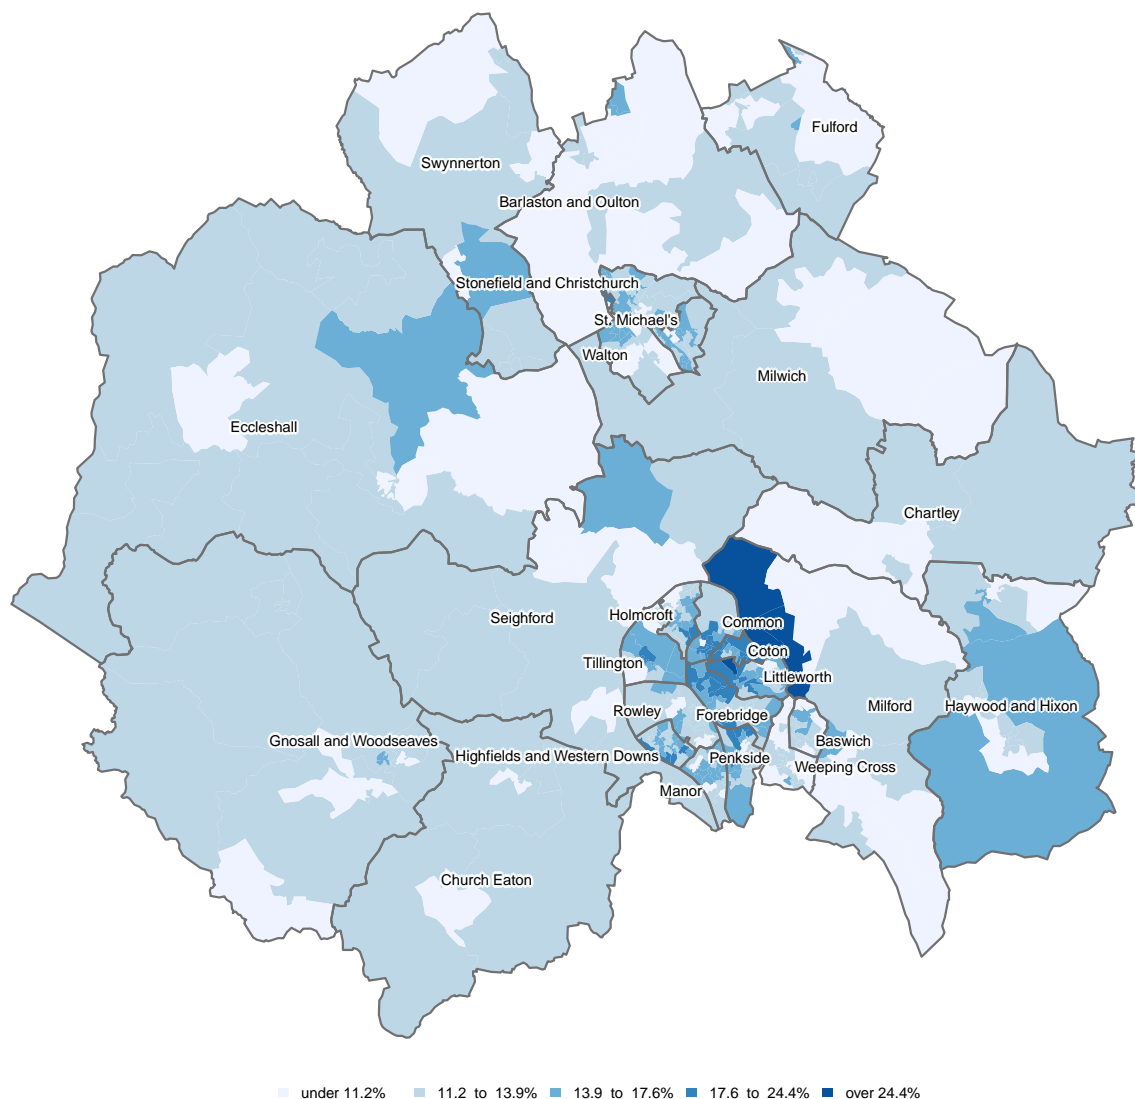 Fulford
Swynnerton
Barlaston and Oulton
Stonefield and Christchurch
St. Michael's
Walton
Milwich
Eccleshall
Chartley
Seighford
Holmcroft
Common
Coton
Tillington
Littleworth
Rowley
Forebridge
Milford
Haywood and Hixon
Gnosall and Woodseaves
Baswich
Highfields and Western Downs
Penkside
Weeping Cross
Manor
Church Eaton
under 11.2% 11.2 to 13.9% 13.9 to 17.6% 17.6 to 24.4% over 24.4%